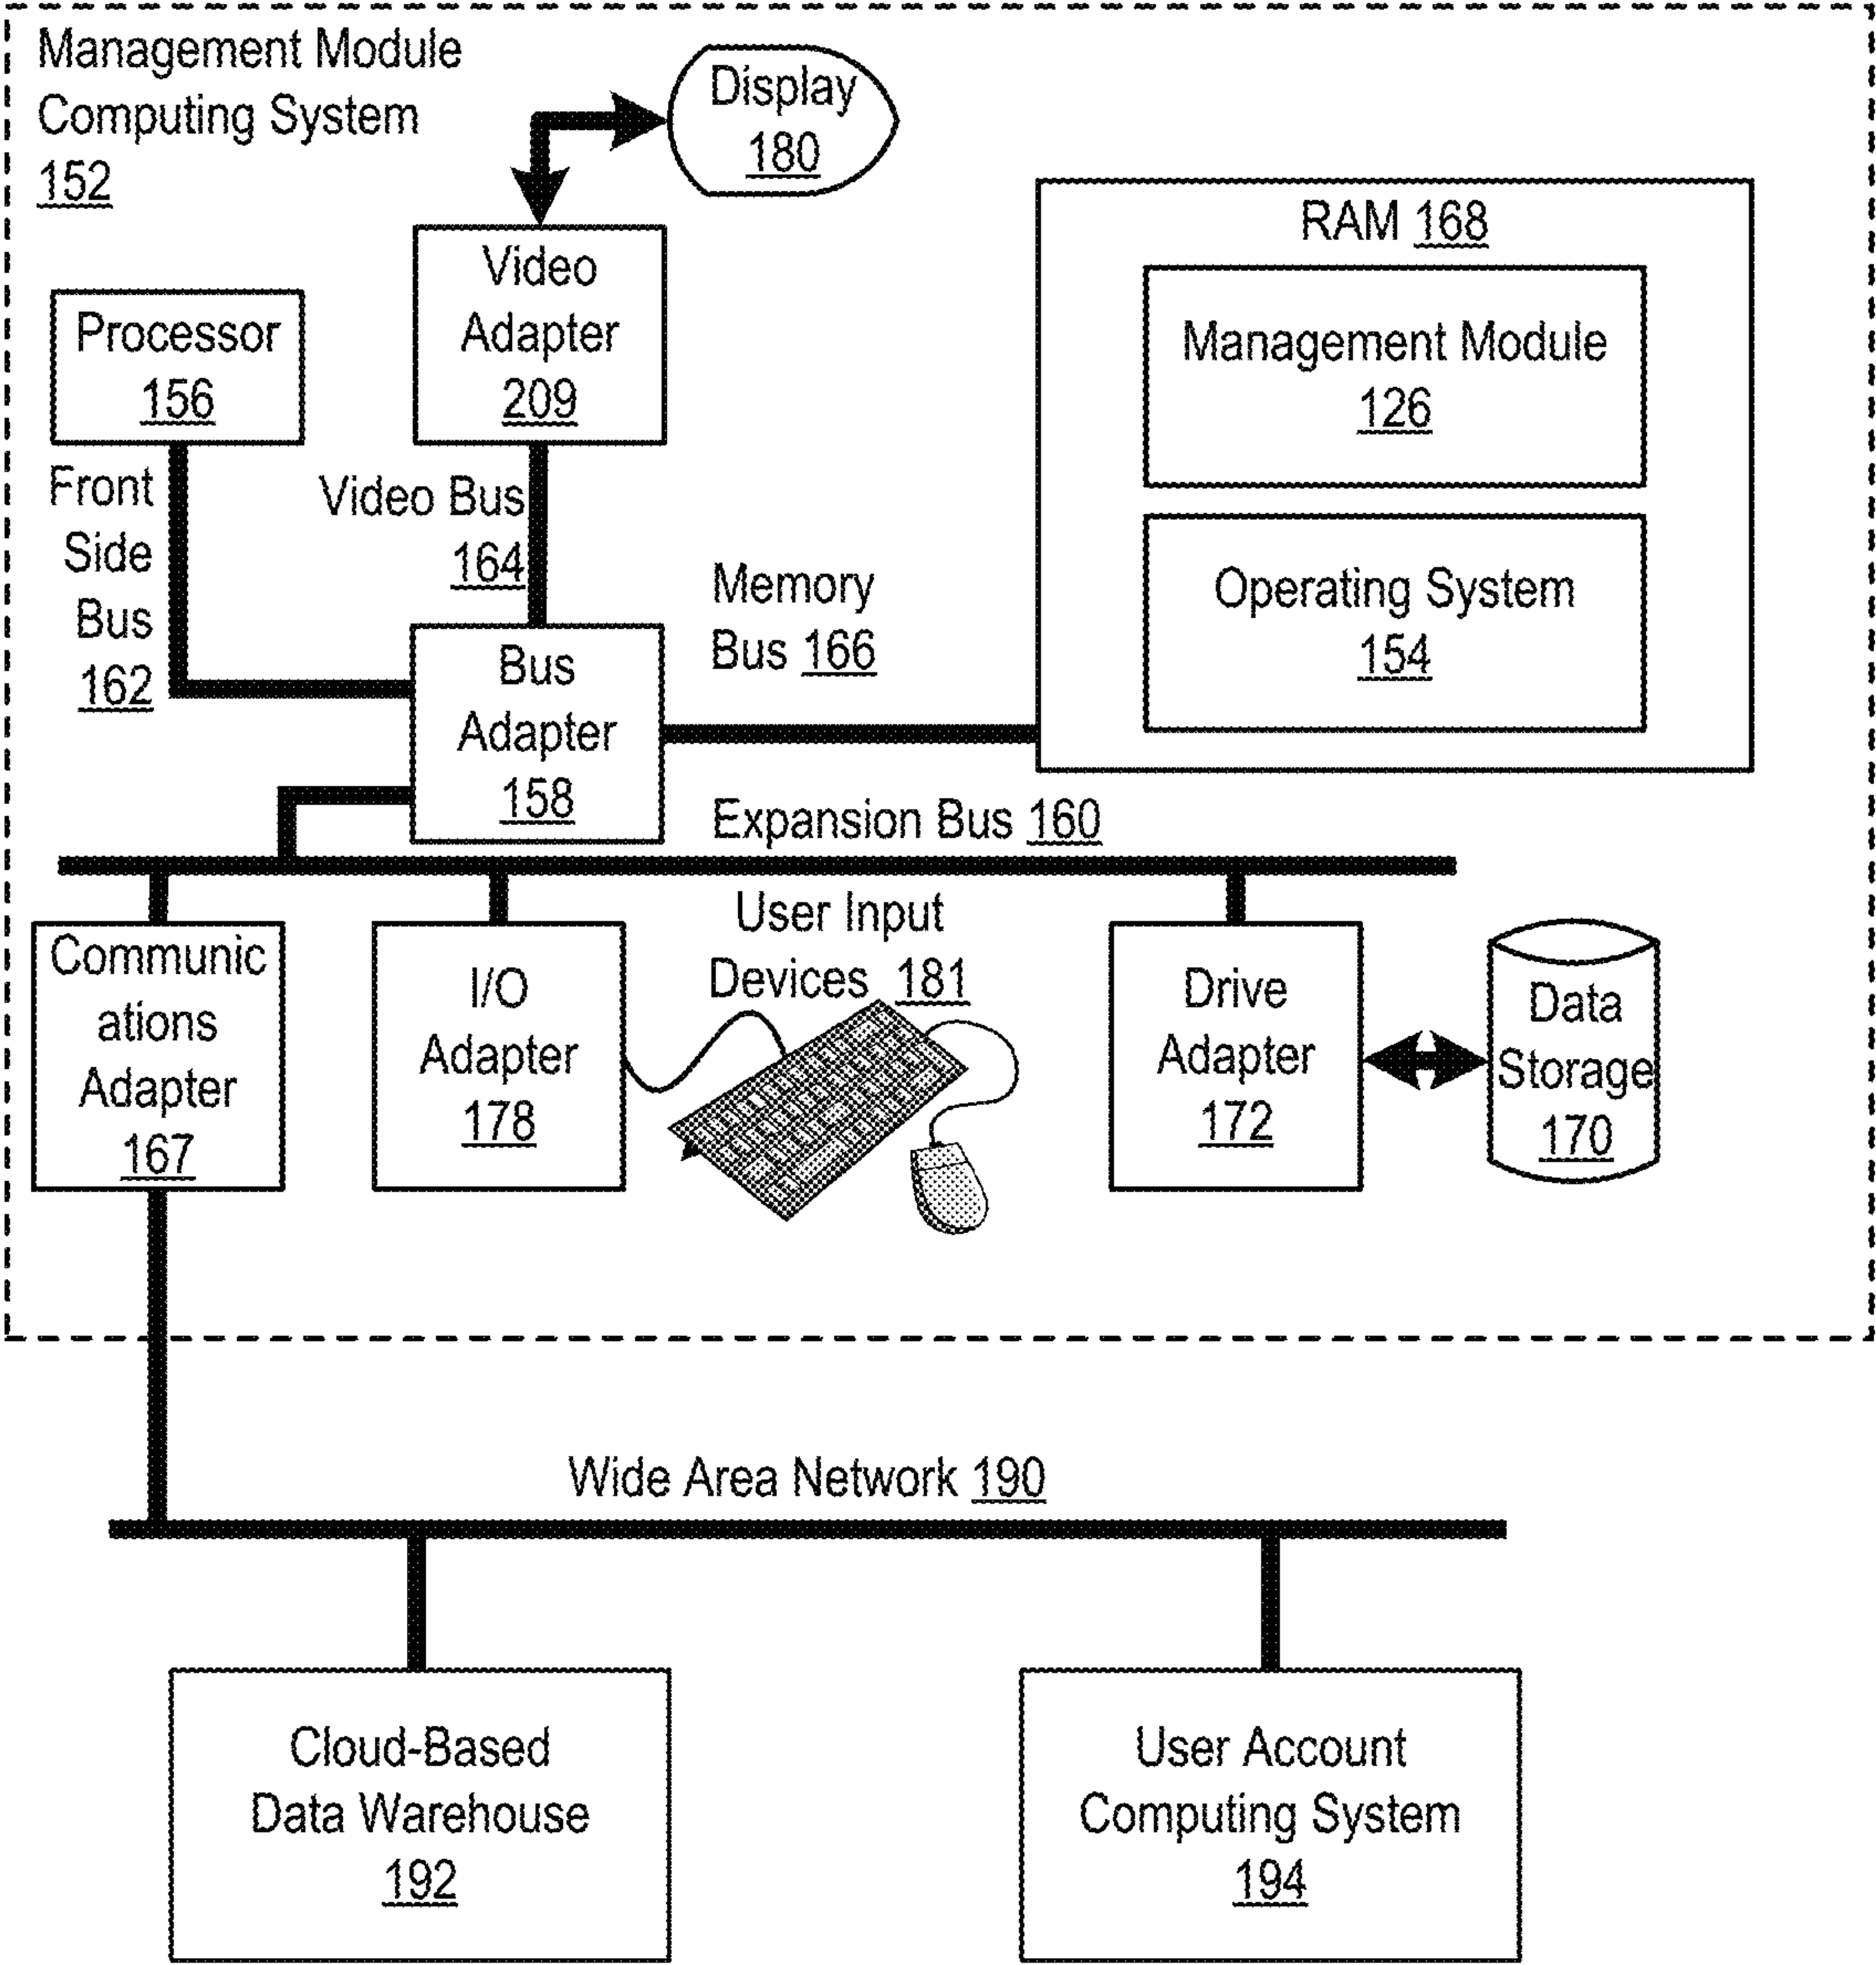 Management Module
Computing System
152
Display
180
RAM 168
Video
Adapter
209
Management Module
126
Processor
156
Front
Side
Bus
162
Video Bus
164
Memory
Bus 166
Operating System
154
Bus
Adapter
158
Expansion Bus 160
Communic
ations
Adapter
167
I/O
Adapter
178
User Input
Devices 181
Drive
Adapter
172
Data
Storage
170
Wide Area Network 190
Cloud-Based
Data Warehouse
192
User Account
Computing System
194